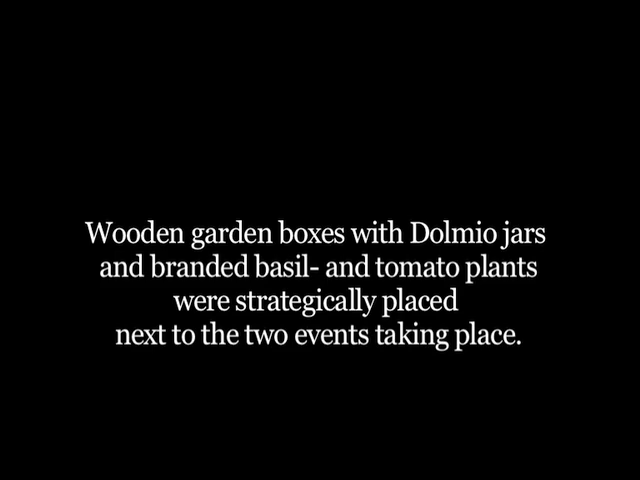 Wooden garden boxes with Dolmio jars
and branded basil- and tomato plants
were strategically placed
next to the two events taking place.